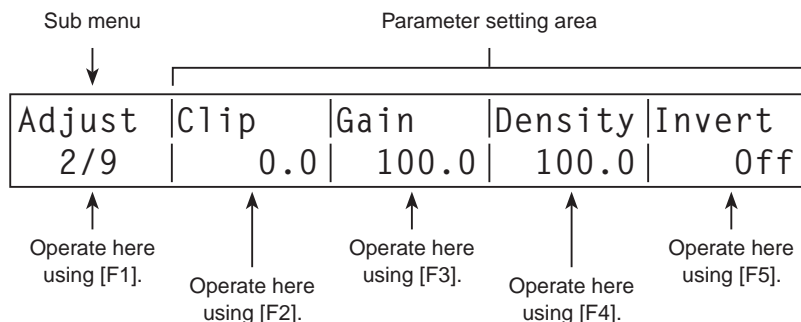 Sub menu Parameter setting area
Adjust |Clip |Gain |Density|Invert
2/9 | 0.0| 100.0| 100.0| Off
Operate here Operate here Operate here
using [F1]. using [F3]. using [F5].
Operate here Operate here
using [F2]. using [F4].